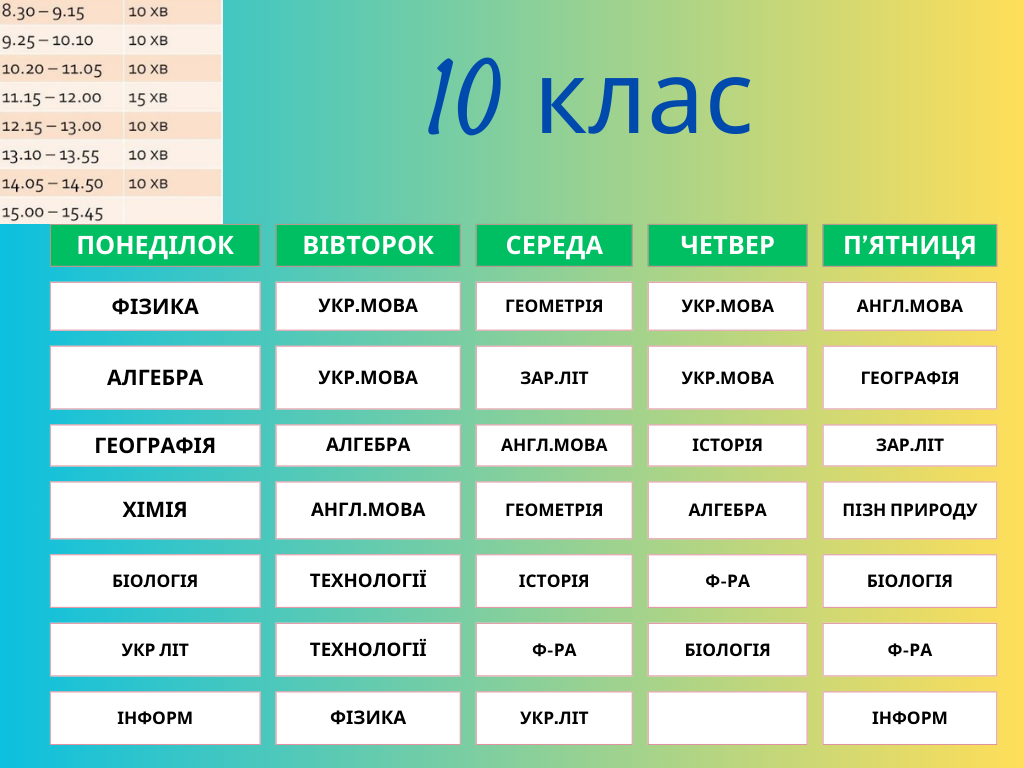 8.30 – 9.15 10 хв
9.25 – 10.10 10 хв
10.20 – 11.05 10 хв
11.15 – 12.00 15 хв
12.15 – 13.00 10 хв
13.10 – 13.55 10 хв
14.05 – 14.50 10 хв
15.00 – 15.45
10 клас
ПОНЕДІЛОК ВІВТОРОК СЕРЕДА ЧЕТВЕР П’ЯТНИЦЯ
ФІЗИКА УКР.МОВА ГЕОМЕТРІЯ УКР.МОВА АНГЛ.МОВА
АЛГЕБРА УКР.МОВА ЗАР.ЛІТ УКР.МОВА ГЕОГРАФІЯ
ГЕОГРАФІЯ АЛГЕБРА АНГЛ.МОВА ІСТОРІЯ ЗАР.ЛІТ
ХІМІЯ АНГЛ.МОВА ГЕОМЕТРІЯ АЛГЕБРА ПІЗН ПРИРОДУ
БІОЛОГІЯ ТЕХНОЛОГІЇ ІСТОРІЯ Ф-РА БІОЛОГІЯ
УКР ЛІТ ТЕХНОЛОГІЇ Ф-РА БІОЛОГІЯ Ф-РА
ІНФОРМ ФІЗИКА УКР.ЛІТ ІНФОРМ